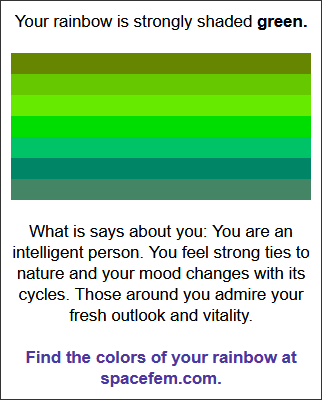 Your rainbow is strongly shaded green.
What is says about you: You are an
intelligent person. You feel strong ties to
nature and your mood changes with its
cycles. Those around you admire your
fresh outlook and vitality.
Find the colors of your rainbow at
spacefem.com.